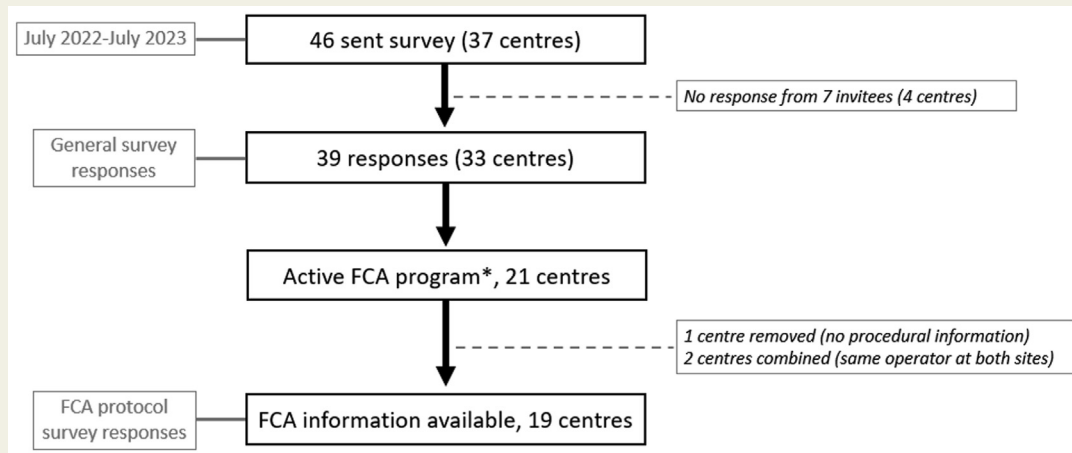 July 2022-July 2023
46 sent survey (37 centres)
No response from 7 invitees (4 centres)
General survey
responses
39 responses (33 centres)
Active FCA program*, 21 centres
1 centre removed (no procedural information)
2 centres combined (same operator at both sites)
FCA protocol
survey responses
FCA information available, 19 centres